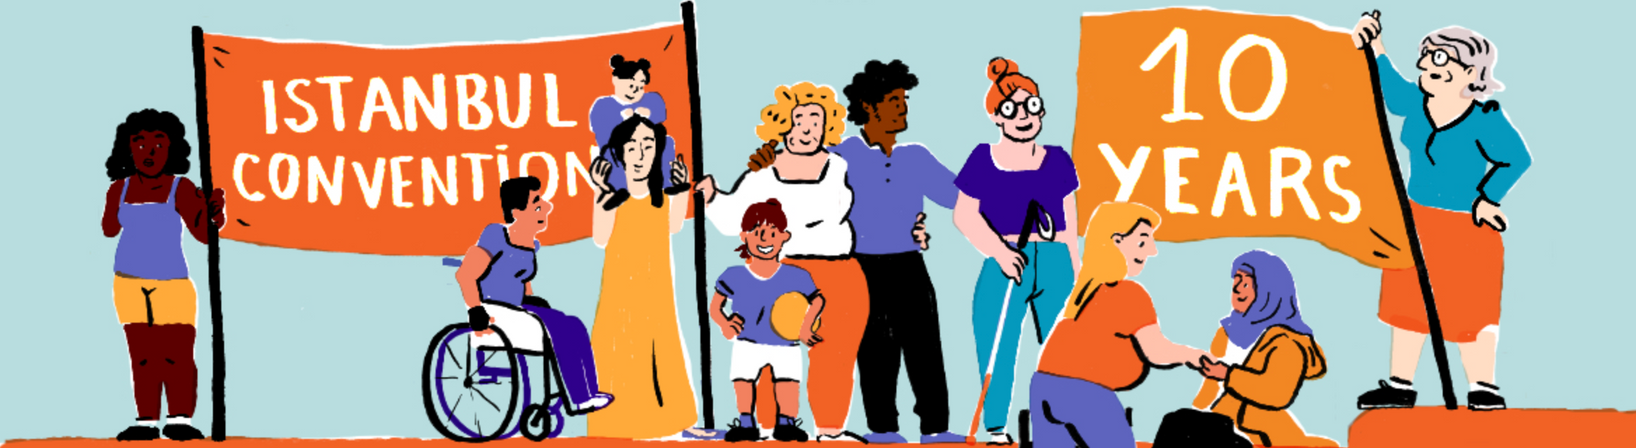 ISTANBUL
CONVENTION
10
YEARS